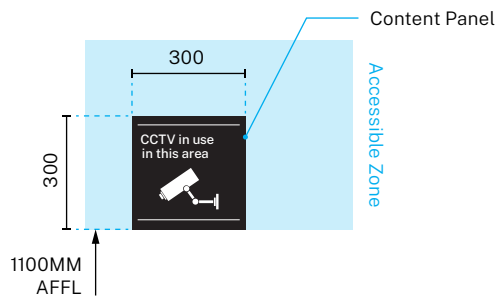 Content Panel
300
Accessible Zone
300
CCTV in use
in this area
1100MM
AFFL